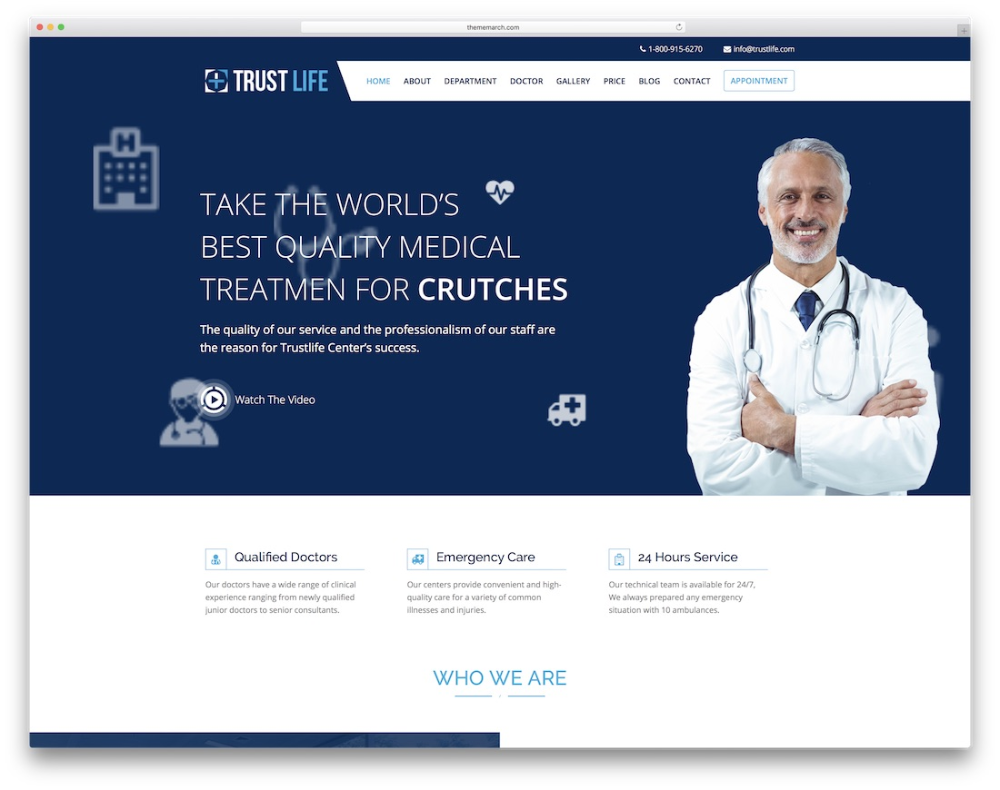 thememarch.com
1-800-915-6270 info@trustlife.com
TRUST LIFE
HOME ABOUT DEPARTMENT DOCTOR GALLERY PRICE BLOG CONTACT APPOINTMENT
H
TAKE THE WORLD'S
BEST QUALITY MEDICAL
TREATMEN FOR CRUTCHES
The quality of our service and the professionalism of our staff are
the reason for Trustlife Center's success.
Watch The Video
Qualified Doctors
Our doctors have a wide range of clinical
experience ranging from newly qualified
junior doctors to senior consultants.
Emergency Care
Our centers provide convenient and high-
quality care for a variety of common
illnesses and injuries.
24 Hours Service
Our technical team is available for 24/7,
We always prepared any emergency
situation with 10 ambulances.
WHO WE ARE